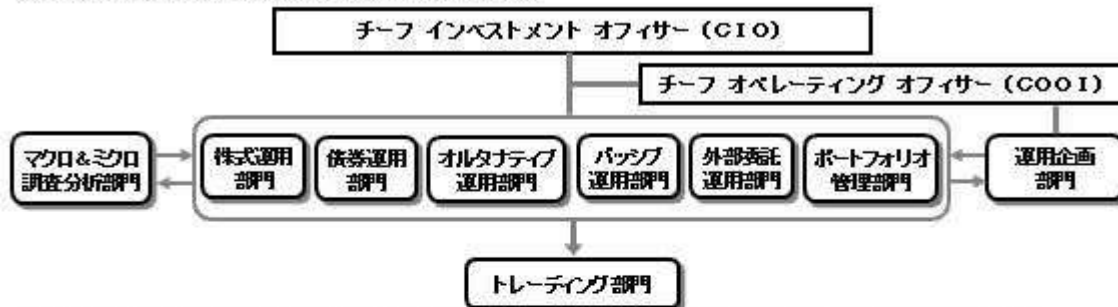 チーフ インベストメント オフィサー (CIO)
チーフ オペレーティング オフィサー (COOI)
マクロ&ミクロ
調査分析部門
株式運用
部門
債券運用
部門
オルタナティブ
運用部門
パッシブ
運用部門
外部委託
運用部門
ポートフォリオ
管理部門
運用企画
部門
トレーディング部門